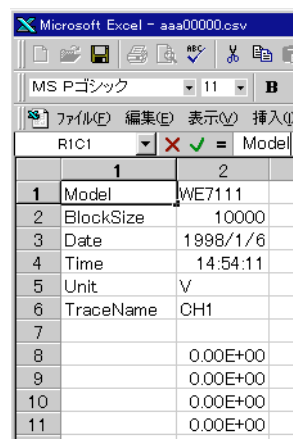 Microsoft Excel - aaa00000.csv
ABC
MS Pゴシック 11 B
ファイル(F) 編集(E) 表示(V) 挿入(I)
R1C1 = Model
1 2
1 Model WE7111
2 BlockSize 10000
3 Date 1998/1/6
4 Time 14:54:11
5 Unit V
6 TraceName CH1
7
8 0.00E+00
9 0.00E+00
10 0.00E+00
11 0.00E+00